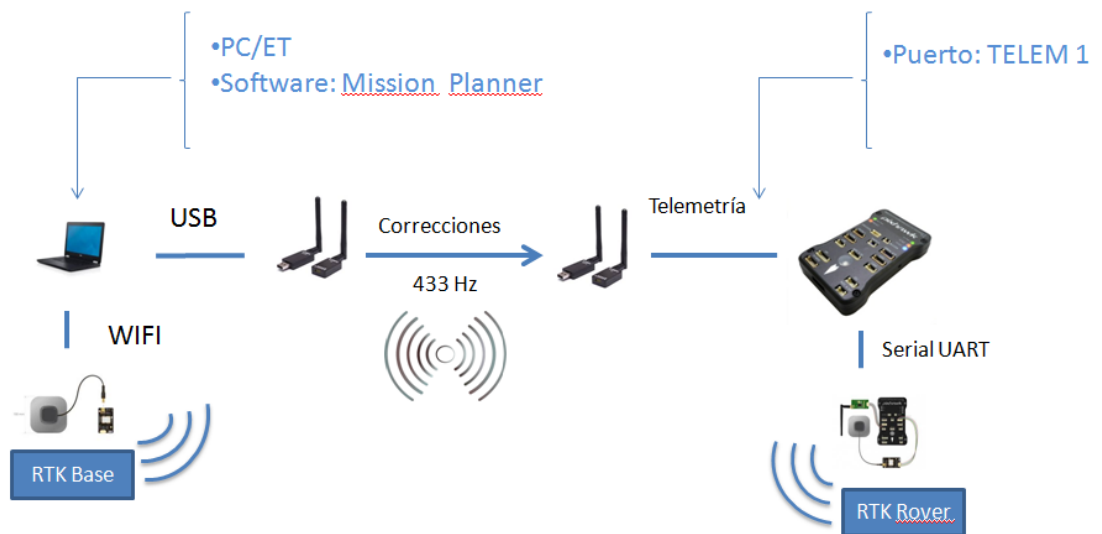 •PC/ET
•Software: Mission Planner
•Puerto: TELEM 1
USB
Correcciones
Telemetría
433 Hz
WIFI
Serial UART
RTK Base
RTK Rover